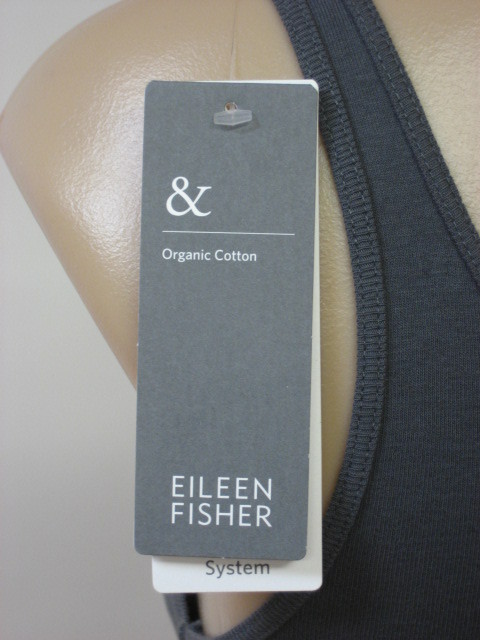 &
Organic Cotton
EILEEN
FISHER
System